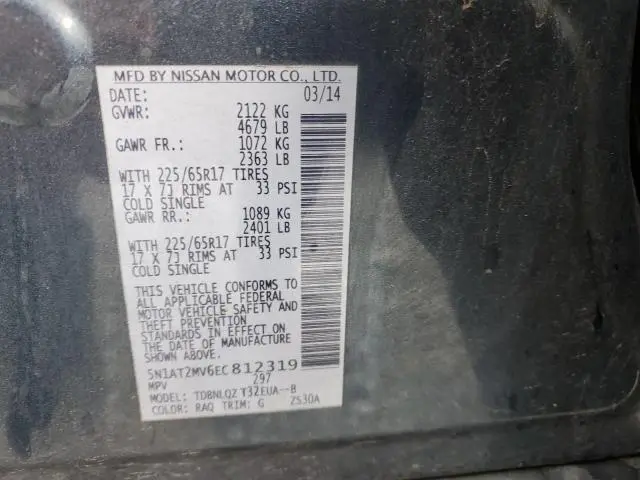 MFD BY NISSAN MOTOR CO., LTD.
DATE: 03/14
GVWR: 2122 KG
4679 LB
GAWR FR.: 1072 KG
2363 LB
WITH 225/65R17 TIRES
17 X 7J RIMS AT 33 PSI
COLD SINGLE
GAWR RR.: 1089 KG
2401 LB
WITH 225/65R17 TIRES
17 X 7J RIMS AT 33 PSI
COLD SINGLE
THIS VEHICLE CONFORMS TO
ALL APPLICABLE FEDERAL
MOTOR VEHICLE SAFETY AND
THEFT PREVENTION
STANDARDS IN EFFECT ON
THE DATE OF MANUFACTURE
SHOWN ABOVE.
5N1AT2MV6EC812319
MPV 297
MODEL: TDBNLQZ T32EUA--B
COLOR: RAQ TRIM: G ZS30A